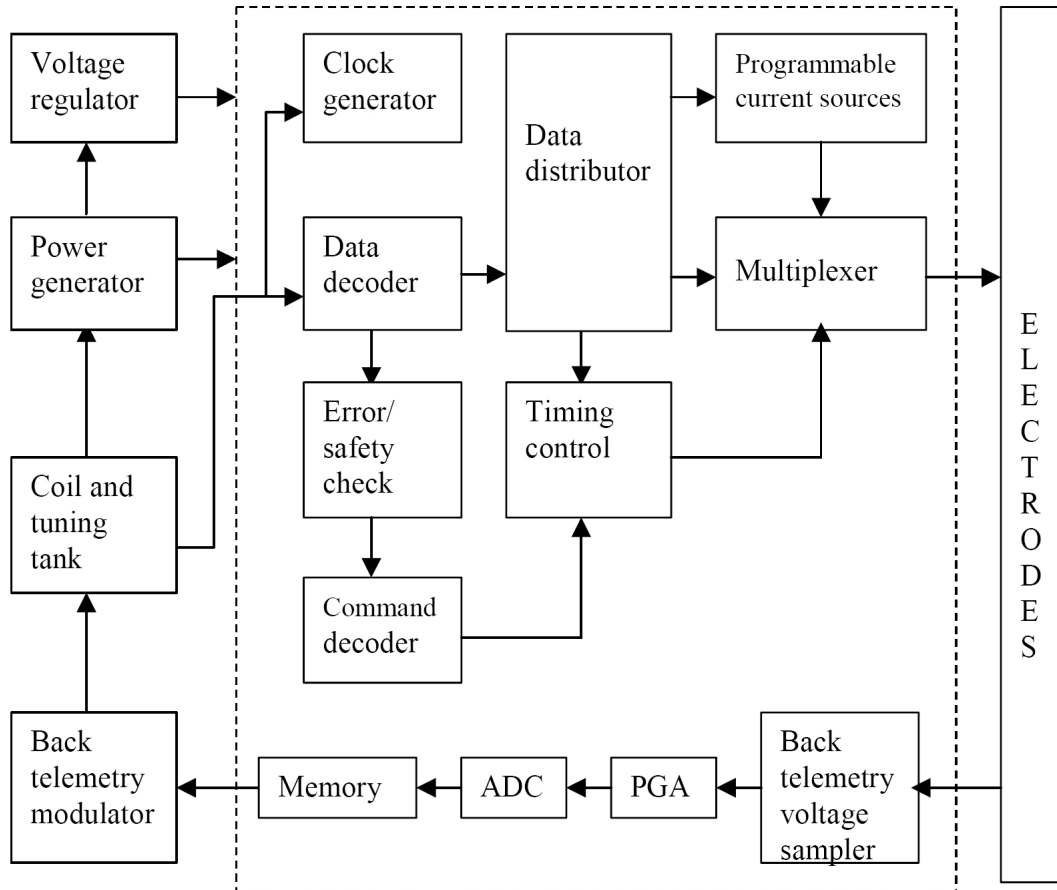 Voltage
regulator
Clock
generator
Data
distributor
Programmable
current sources
Power
generator
Data
decoder
Multiplexer
Error/
safety
check
Timing
control
Coil and
tuning
tank
Command
decoder
Back
telemetry
modulator
Memory
ADC
PGA
Back
telemetry
voltage
sampler
E
L
E
C
T
R
O
D
E
S